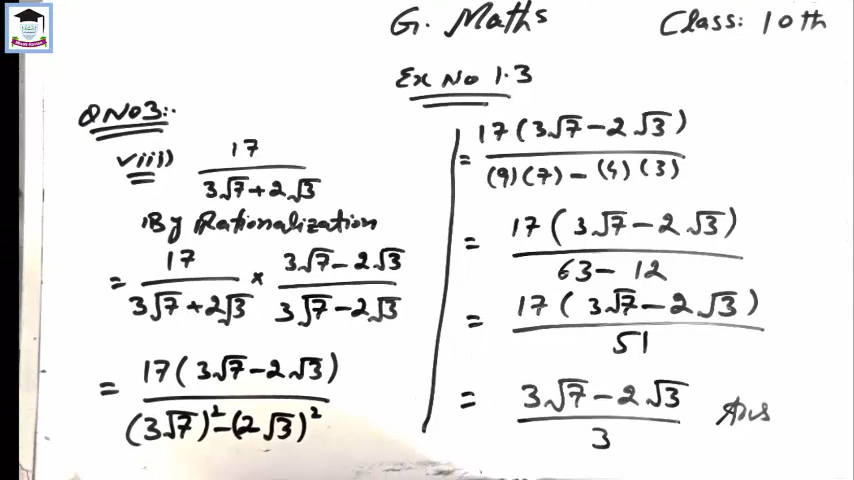 G. Maths Class: 10th
Ex No 1.3
Q NO3:-
viii) 17 / (3√7 + 2√3)
By Rationalization
= 17 / (3√7 + 2√3) × (3√7 - 2√3) / (3√7 - 2√3)
= 17(3√7 - 2√3) / (3√7)² - (2√3)²
= 17(3√7 - 2√3) / (9)(7) - (4)(3)
= 17(3√7 - 2√3) / 63 - 12
= 17(3√7 - 2√3) / 51
= 3√7 - 2√3 / 3 Ans